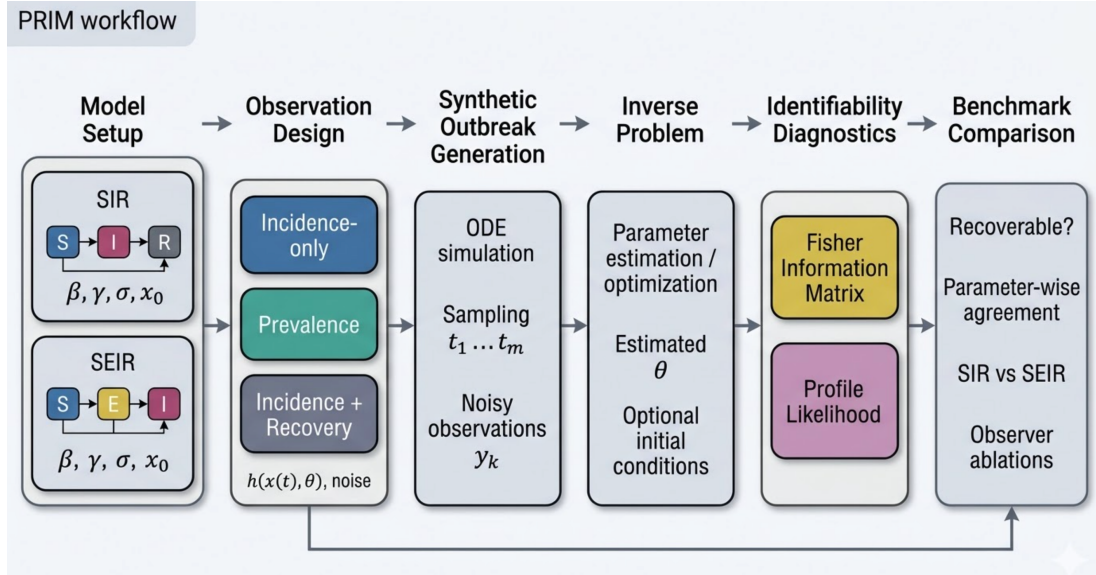 PRIM workflow
Model
Setup
Observation
Design
Synthetic
Outbreak
Generation
Inverse
Problem
Identifiability
Diagnostics
Benchmark
Comparison
SIR
S I R
β, γ, σ, x₀
SEIR
S E I
β, γ, σ, x₀
Incidence-
only
Prevalence
Incidence +
Recovery
h(x(t), θ), noise
ODE
simulation
Sampling
t₁ … tₘ
Noisy
observations
yₖ
Parameter
estimation /
optimization
Estimated
θ
Optional
initial
conditions
Fisher
Information
Matrix
Profile
Likelihood
Recoverable?
Parameter-wise
agreement
SIR vs SEIR
Observer
ablations